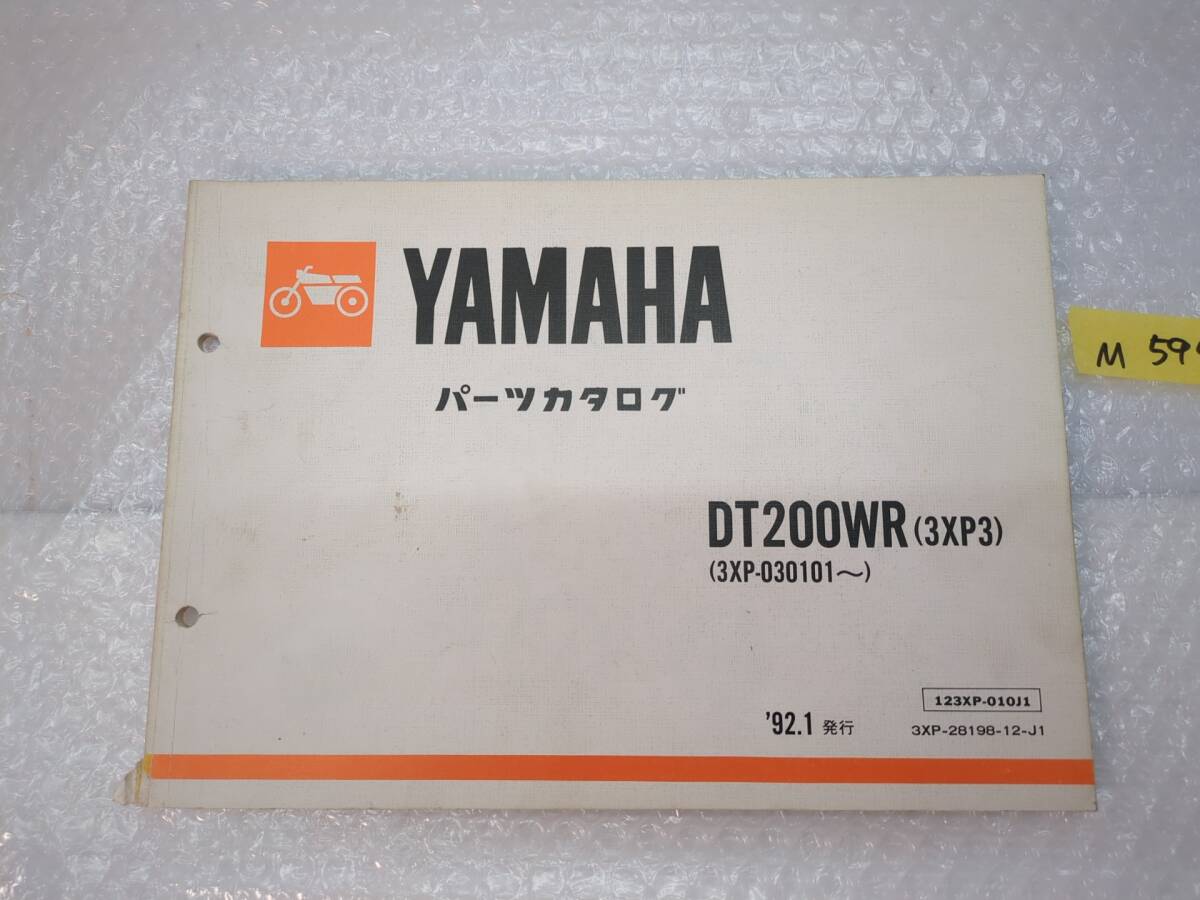 YAMAHA
パーツカタログ
DT200WR (3XP3)
(3XP-030101〜)
123XP-010J1
'92.1 発行
3XP-28198-12-J1
M